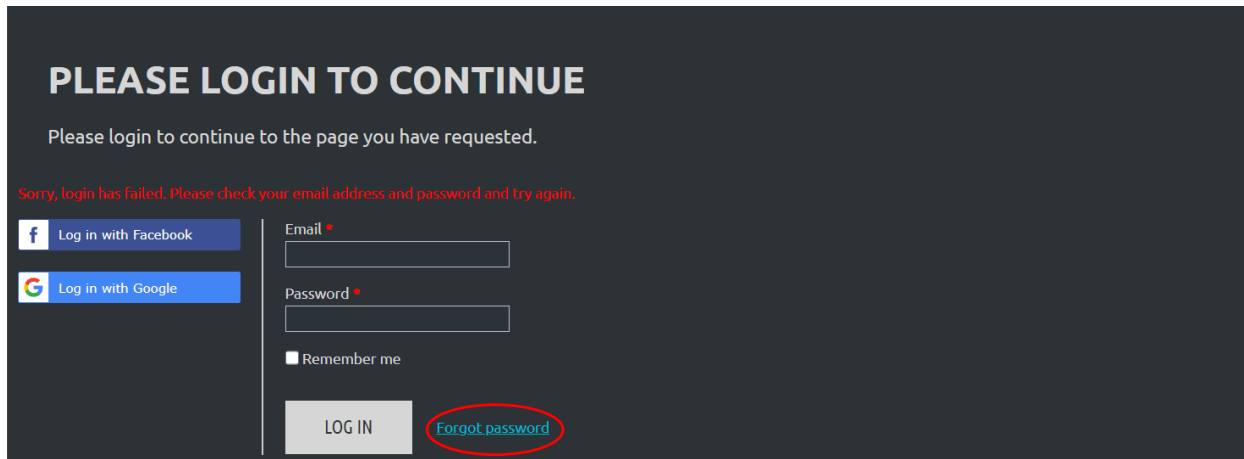 PLEASE LOGIN TO CONTINUE
Please login to continue to the page you have requested.
Sorry, login has failed. Please check your email address and password and try again.
f Log in with Facebook
G Log in with Google
Email *
Password *
Remember me
LOG IN
Forgot password